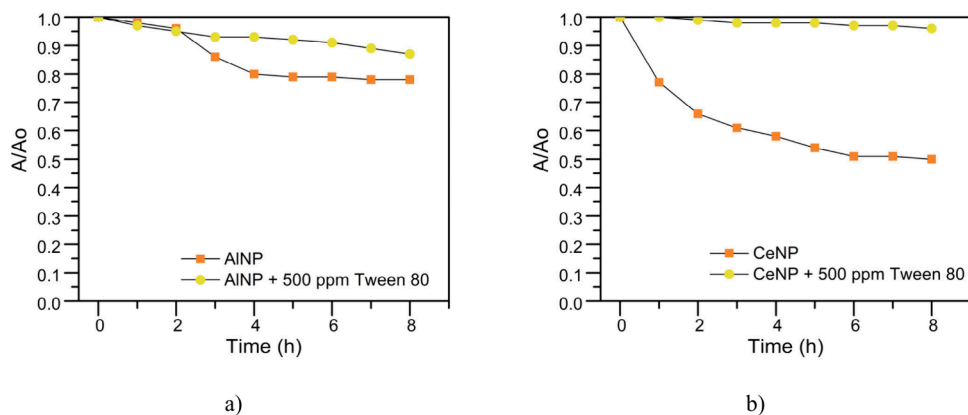 1.0
0.9
0.8
0.7
0.6
0.5
0.4
0.3
0.2
0.1
0.0
A/Ao
AlNP
AlNP + 500 ppm Tween 80
0 2 4 6 8
Time (h)
a)
1.0
0.9
0.8
0.7
0.6
0.5
0.4
0.3
0.2
0.1
0.0
A/Ao
CeNP
CeNP + 500 ppm Tween 80
0 2 4 6 8
Time (h)
b)